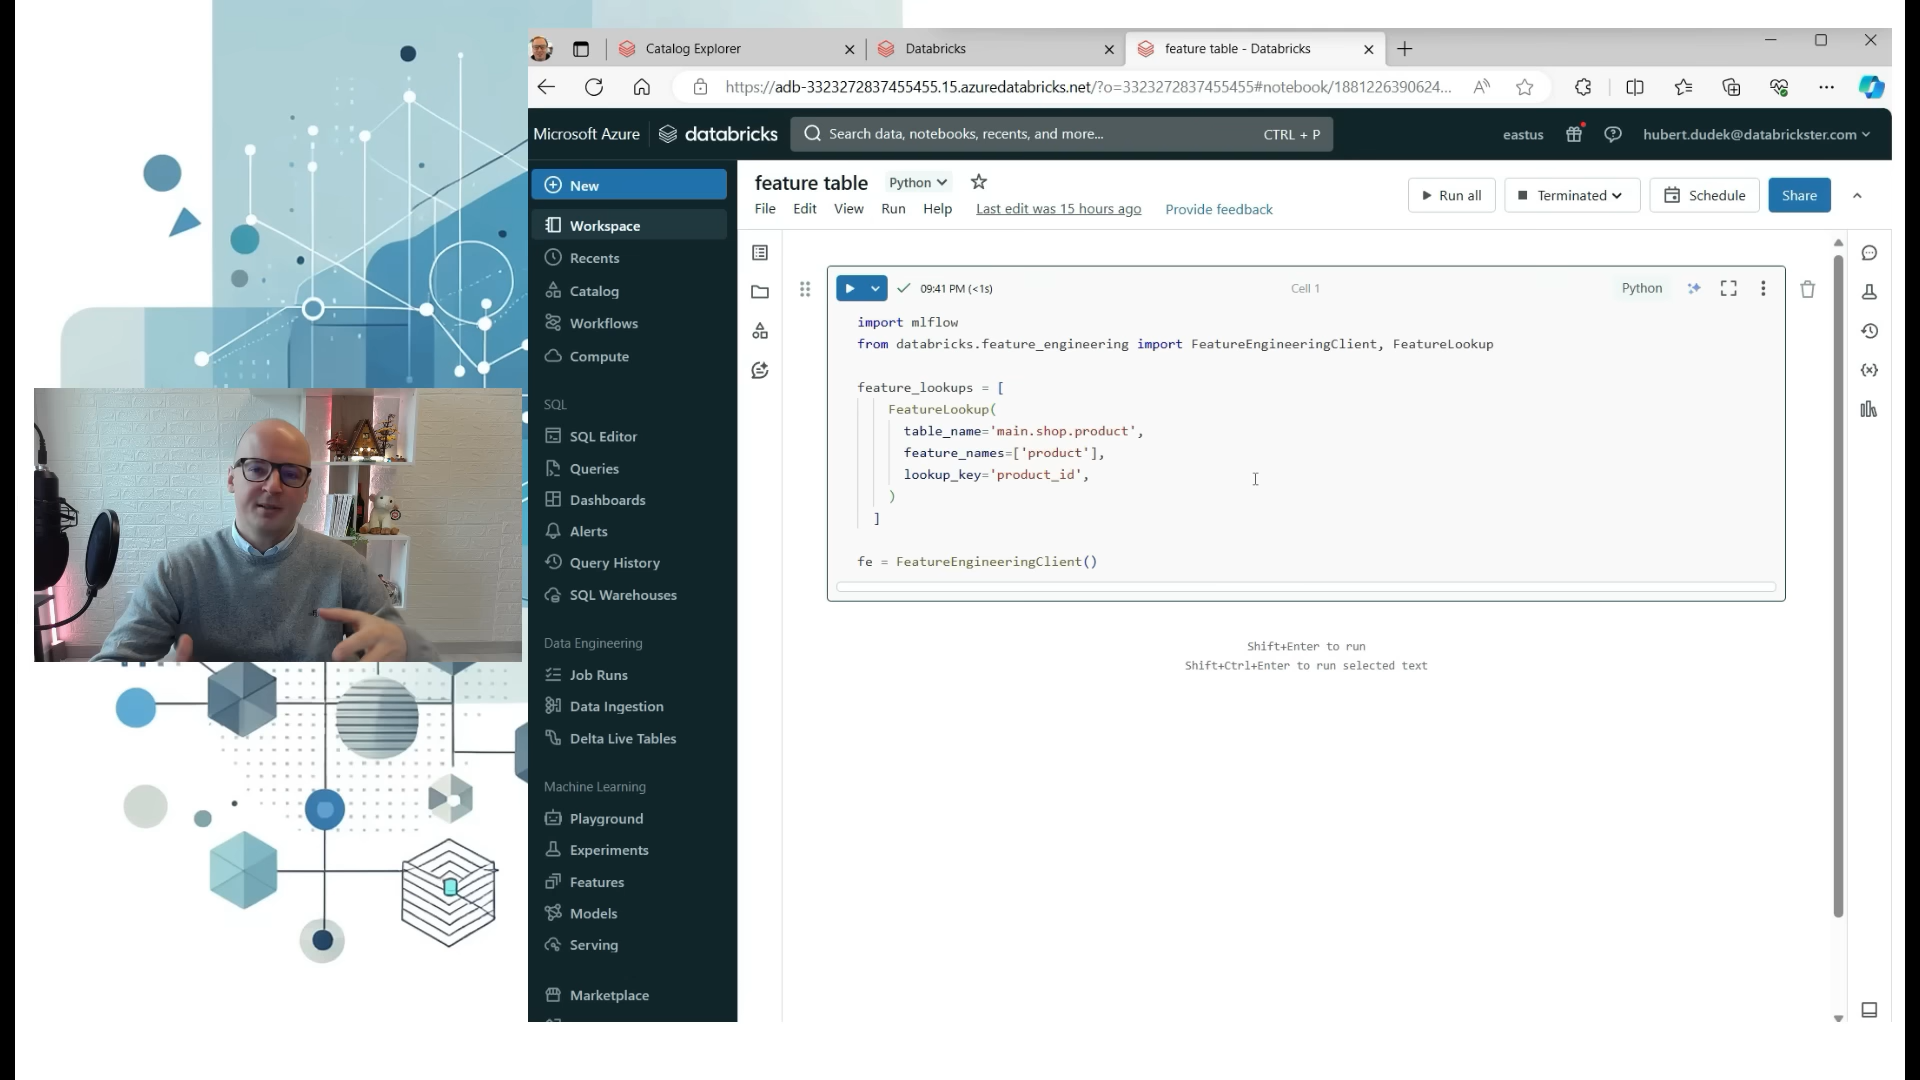 Catalog Explorer
Databricks
feature table - Databricks
https://adb-3323272837455455.15.azuredatabricks.net/?o=3323272837455455#notebook/1881226390624...
Microsoft Azure
databricks
Search data, notebooks, recents, and more...
CTRL + P
eastus
hubert.dudek@databrickster.com
New
Workspace
Recents
Catalog
Workflows
Compute
SQL
SQL Editor
Queries
Dashboards
Alerts
Query History
SQL Warehouses
Data Engineering
Job Runs
Data Ingestion
Delta Live Tables
Machine Learning
Playground
Experiments
Features
Models
Serving
Marketplace
feature table
Python
File Edit View Run Help Last edit was 15 hours ago Provide feedback
Run all
Terminated
Schedule
Share
09:41 PM (<1s)
Cell 1
Python
import mlflow
from databricks.feature_engineering import FeatureEngineeringClient, FeatureLookup
feature_lookups = [
FeatureLookup(
table_name='main.shop.product',
feature_names=['product'],
lookup_key='product_id',
)
]
fe = FeatureEngineeringClient()
Shift+Enter to run
Shift+Ctrl+Enter to run selected text